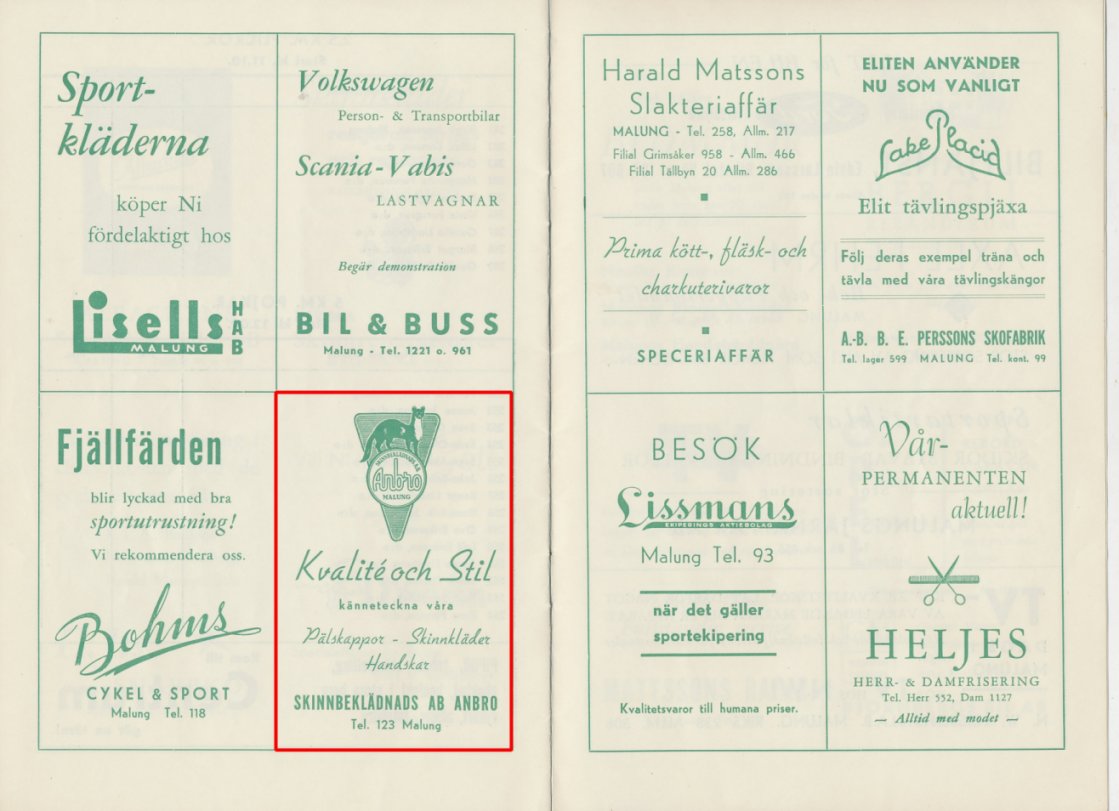 Sport-
kläderna
köper Ni
fördelaktigt hos
Lisells HAB
MALUNG
Volkswagen
Person- & Transportbilar
Scania-Vabis
LASTVAGNAR
Begär demonstration
BIL & BUSS
Malung - Tel. 1221 o. 961
Fjällfärden
blir lyckad med bra
sportutrustning!
Vi rekommendera oss.
Bohms
CYKEL & SPORT
Malung Tel. 118
SKINNBEKLÄDNADS AB
Anbro
MALUNG
Kvalité och Stil
känneteckna våra
Pälskappor - Skinnkläder
Handskar
SKINNBEKLÄDNADS AB ANBRO
Tel. 123 Malung
Harald Matssons
Slakteriaffär
MALUNG - Tel. 258, Allm. 217
Filial Grimsåker 958 - Allm. 466
Filial Tällbyn 20 Allm. 286
Prima kött-, fläsk- och
charkuterivaror
SPECERIAFFÄR
ELITEN ANVÄNDER
NU SOM VANLIGT
Lake Placid
Elit tävlingspjäxa
Följ deras exempel träna och
tävla med våra tävlingskängor
A.-B. B. E. PERSSONS SKOFABRIK
Tel. lager 599 MALUNG Tel. kont. 99
BESÖK
Lissmans
EKIPERINGS AKTIEBOLAG
Malung Tel. 93
när det gäller
sportekipering
Kvalitetsvaror till humana priser.
Vår-
PERMANENTEN
aktuell!
HELJES
HERR- & DAMFRISERING
Tel. Herr 552, Dam 1127
— Alltid med modet —